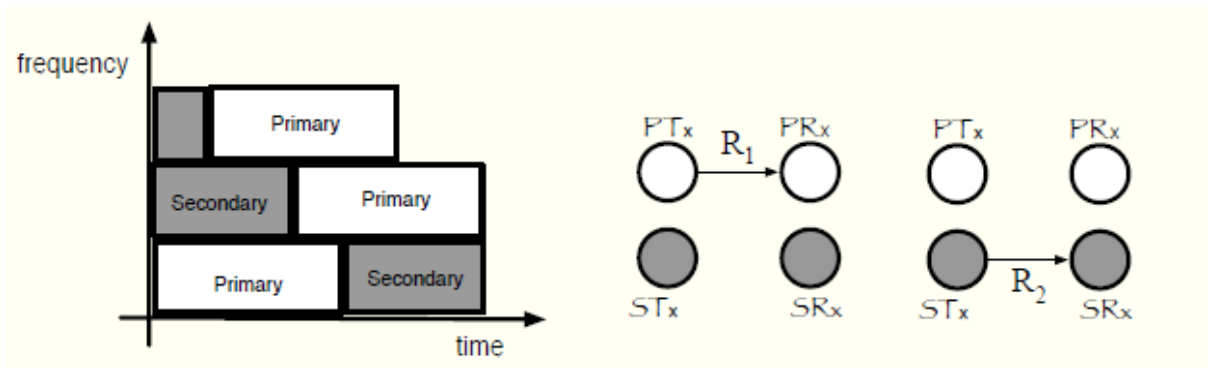 frequency
Primary
Secondary
Primary
Primary
Secondary
time
PTx
PRx
R1
STx
SRx
PTx
PRx
R2
STx
SRx